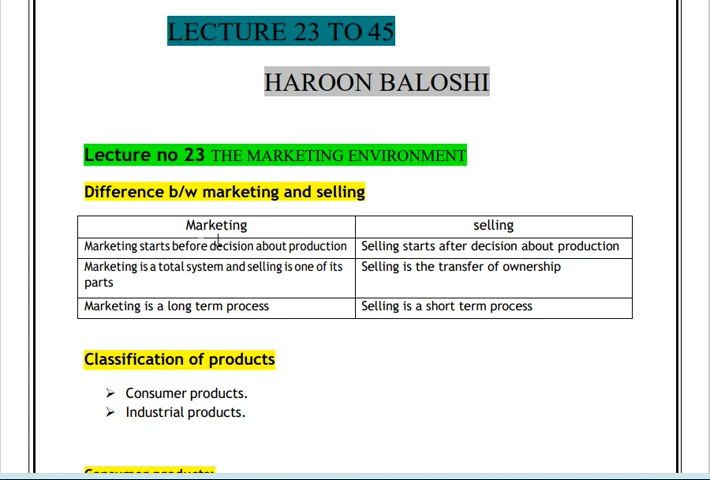 LECTURE 23 TO 45
HAROON BALOSHI
Lecture no 23 THE MARKETING ENVIRONMENT
Difference b/w marketing and selling
Marketing selling
Marketing starts before decision about production Selling starts after decision about production
Marketing is a total system and selling is one of its Selling is the transfer of ownership
parts
Marketing is a long term process Selling is a short term process
Classification of products
Consumer products.
Industrial products.
Consumer products: